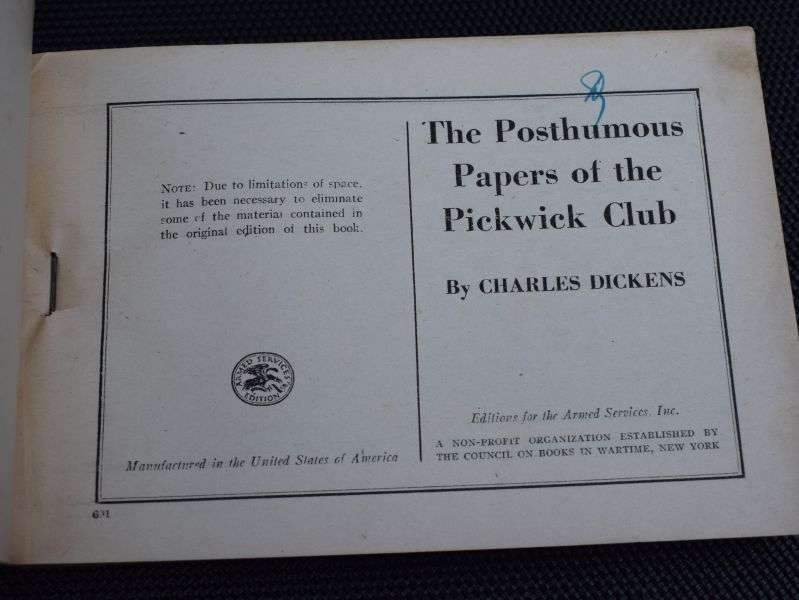 NOTE: Due to limitations of space,
it has been necessary to eliminate
some of the material contained in
the original edition of this book.
ARMED SERVICES
EDITION
Manufactured in the United States of America
The Posthumous
Papers of the
Pickwick Club
By CHARLES DICKENS
Editions for the Armed Services, Inc.
A NON-PROFIT ORGANIZATION ESTABLISHED BY
THE COUNCIL ON BOOKS IN WARTIME, NEW YORK